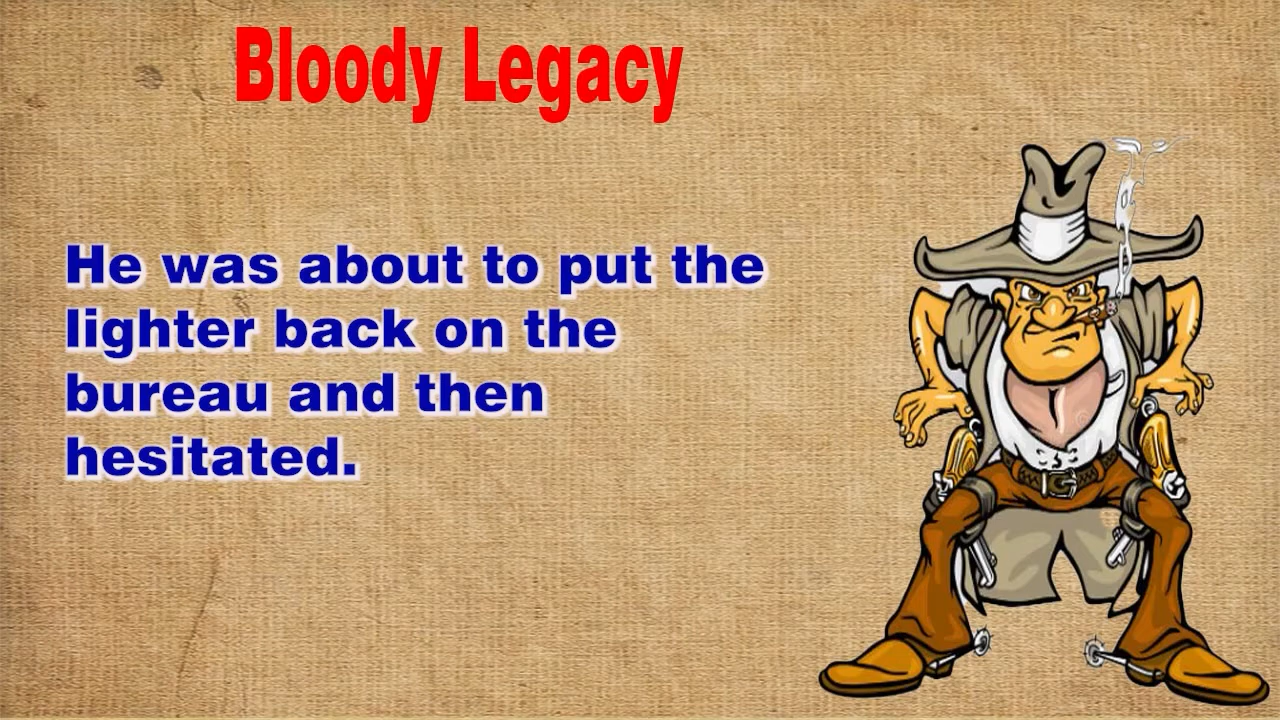 Bloody Legacy
He was about to put the
lighter back on the
bureau and then
hesitated.